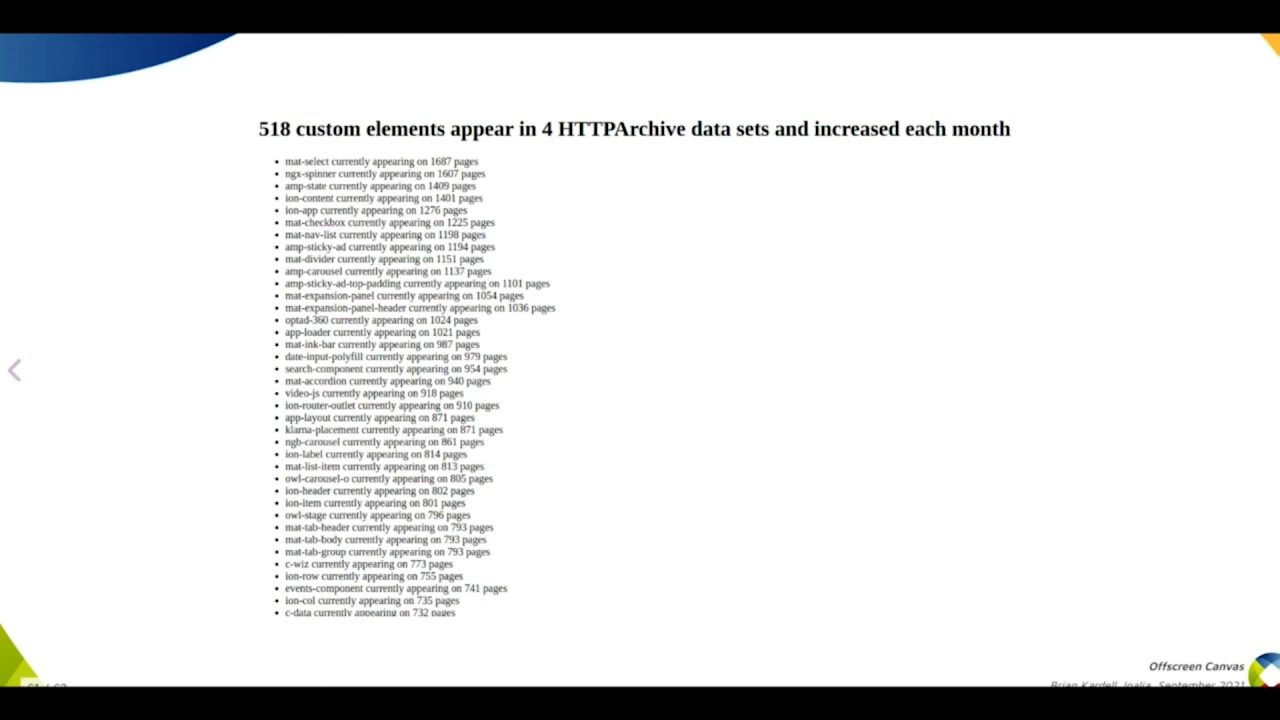 518 custom elements appear in 4 HTTPArchive data sets and increased each month
• mat-select currently appearing on 1687 pages
• ngx-spinner currently appearing on 1607 pages
• amp-state currently appearing on 1409 pages
• ion-content currently appearing on 1401 pages
• ion-app currently appearing on 1276 pages
• mat-checkbox currently appearing on 1225 pages
• mat-nav-list currently appearing on 1198 pages
• amp-sticky-ad currently appearing on 1194 pages
• mat-divider currently appearing on 1151 pages
• amp-carousel currently appearing on 1137 pages
• amp-sticky-ad-top-padding currently appearing on 1101 pages
• mat-expansion-panel currently appearing on 1054 pages
• mat-expansion-panel-header currently appearing on 1036 pages
• optad-360 currently appearing on 1024 pages
• app-loader currently appearing on 1021 pages
• mat-ink-bar currently appearing on 987 pages
• date-input-polyfill currently appearing on 979 pages
• search-component currently appearing on 954 pages
• mat-accordion currently appearing on 940 pages
• video-js currently appearing on 918 pages
• ion-router-outlet currently appearing on 910 pages
• app-layout currently appearing on 871 pages
• klarna-placement currently appearing on 871 pages
• ngb-carousel currently appearing on 861 pages
• ion-label currently appearing on 814 pages
• mat-list-item currently appearing on 813 pages
• owl-carousel-o currently appearing on 805 pages
• ion-header currently appearing on 802 pages
• ion-item currently appearing on 801 pages
• owl-stage currently appearing on 796 pages
• mat-tab-header currently appearing on 793 pages
• mat-tab-body currently appearing on 793 pages
• mat-tab-group currently appearing on 793 pages
• c-wiz currently appearing on 773 pages
• ion-row currently appearing on 755 pages
• events-component currently appearing on 741 pages
• ion-col currently appearing on 735 pages
• c-data currently appearing on 732 pages
Offscreen Canvas
Brian Kardell, Igalia, September 2021